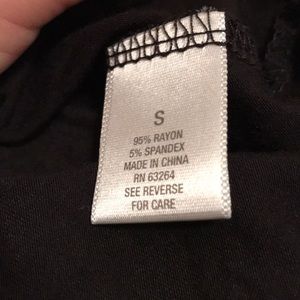 S
95% RAYON
5% SPANDEX
MADE IN CHINA
RN 63264
SEE REVERSE
FOR CARE